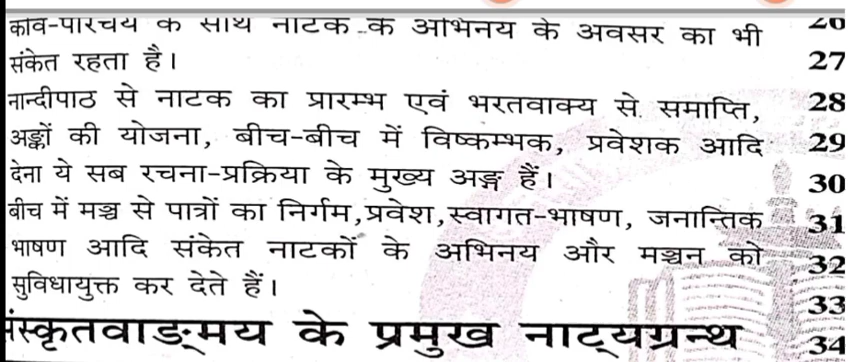 कवि-परिचय के साथ नाटक के अभिनय के अवसर का भी 26
संकेत रहता है। 27
नान्दीपाठ से नाटक का प्रारम्भ एवं भरतवाक्य से समाप्ति, 28
अङ्कों की योजना, बीच-बीच में विष्कम्भक, प्रवेशक आदि 29
देना ये सब रचना-प्रक्रिया के मुख्य अङ्ग हैं। 30
बीच में मञ्च से पात्रों का निर्गम,प्रवेश,स्वागत-भाषण, जनान्तिक 31
भाषण आदि संकेत नाटकों के अभिनय और मञ्चन को 32
सुविधायुक्त कर देते हैं। 33
संस्कृतवाङ्मय के प्रमुख नाट्यग्रन्थ 34